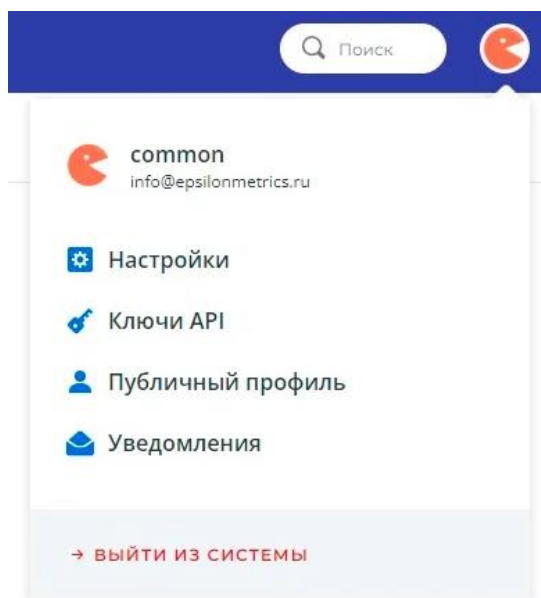 Поиск
common
info@epsilonmetrics.ru
Настройки
Ключи API
Публичный профиль
Уведомления
→ ВЫЙТИ ИЗ СИСТЕМЫ